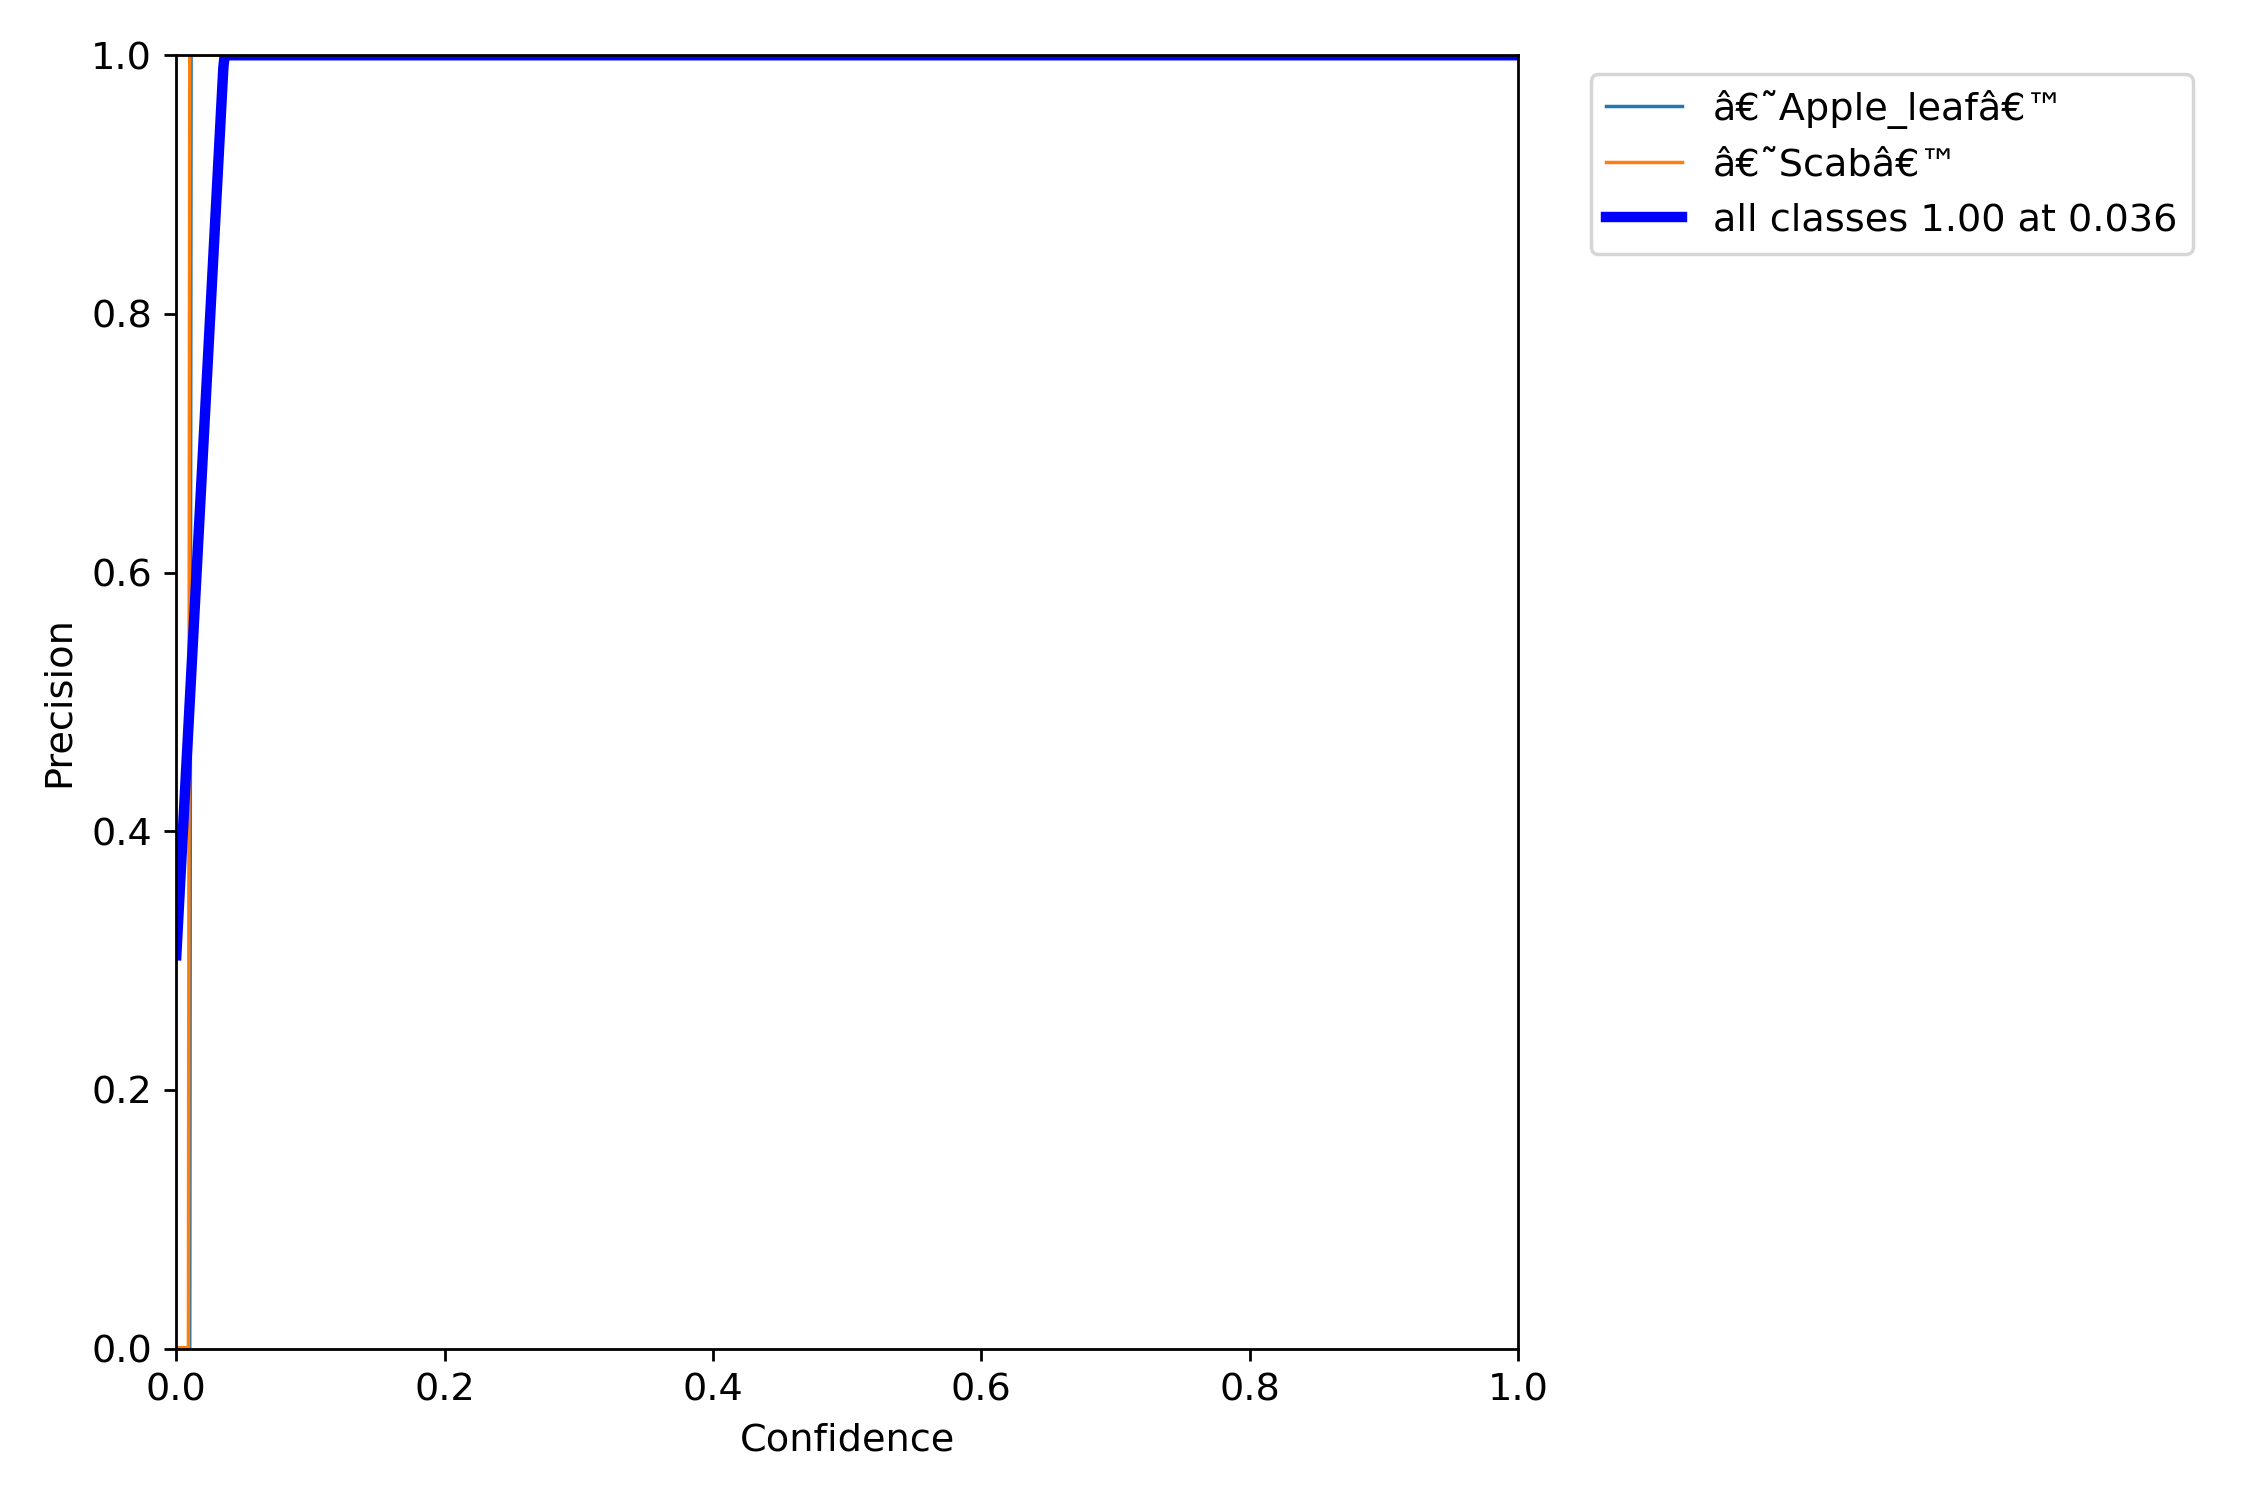 1.0
0.8
0.6
0.4
0.2
0.0
Precision
0.0 0.2 0.4 0.6 0.8 1.0
Confidence
â€˜Apple_leafâ€™
â€˜Scabâ€™
all classes 1.00 at 0.036